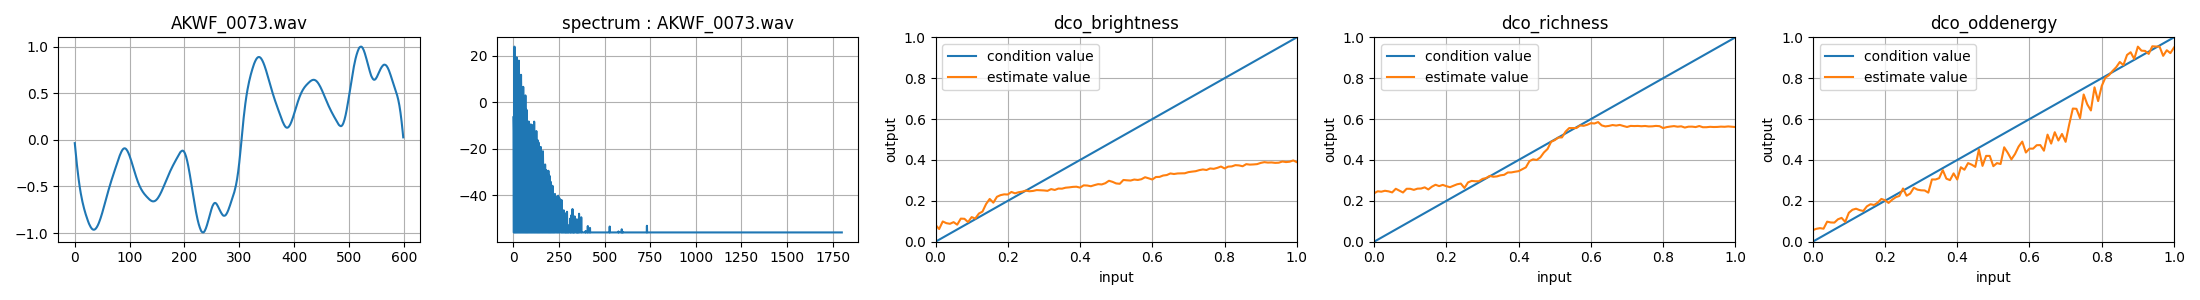 AKWF_0073.wav
1.0
0.5
0.0
−0.5
−1.0
0 100 200 300 400 500 600
spectrum : AKWF_0073.wav
20
0
−20
−40
0 250 500 750 1000 1250 1500 1750
dco_brightness
condition value
estimate value
output
1.0
0.8
0.6
0.4
0.2
0.0
0.0 0.2 0.4 0.6 0.8 1.0
input
dco_richness
condition value
estimate value
output
1.0
0.8
0.6
0.4
0.2
0.0
0.0 0.2 0.4 0.6 0.8 1.0
input
dco_oddenergy
condition value
estimate value
output
1.0
0.8
0.6
0.4
0.2
0.0
0.0 0.2 0.4 0.6 0.8 1.0
input